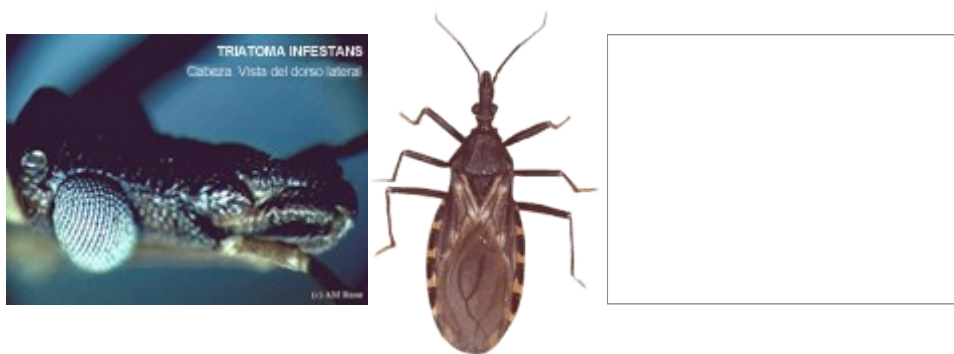 TRIATOMA INFESTANS
Cabeza. Vista del dorso lateral
(c) AM Rose